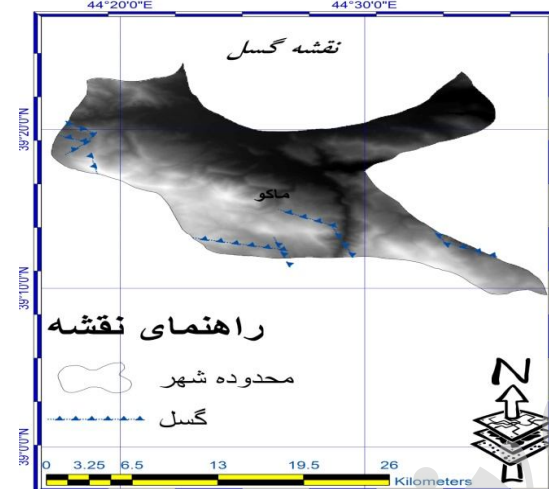 44°20'0"E 44°30'0"E
نقشه گسل
39°20'0"N
ماکو
39°10'0"N
راهنمای نقشه
محدوده شهر
گسل
39°0'0"N
N
0 3.25 6.5 13 19.5 26
Kilometers